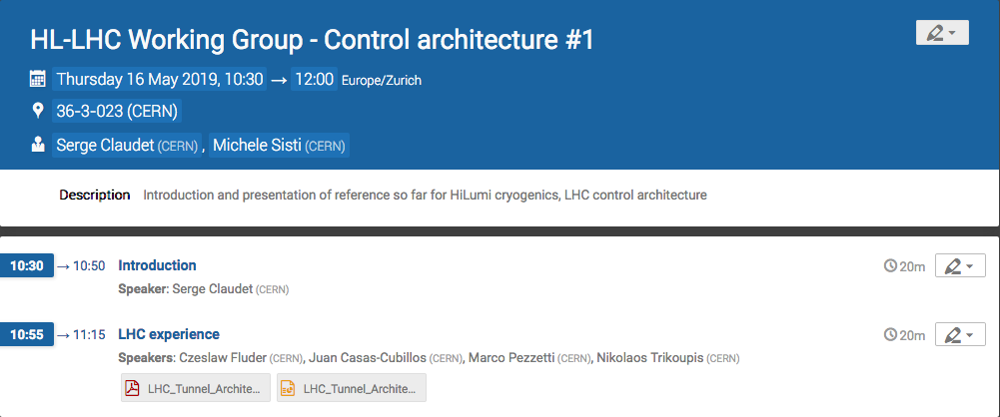 HL-LHC Working Group - Control architecture #1
Thursday 16 May 2019, 10:30 → 12:00 Europe/Zurich
36-3-023 (CERN)
Serge Claudet (CERN) , Michele Sisti (CERN)
Description Introduction and presentation of reference so far for HiLumi cryogenics, LHC control architecture
10:30 → 10:50 Introduction 20m
Speaker: Serge Claudet (CERN)
10:55 → 11:15 LHC experience 20m
Speakers: Czeslaw Fluder (CERN), Juan Casas-Cubillos (CERN), Marco Pezzetti (CERN), Nikolaos Trikoupis (CERN)
LHC_Tunnel_Archite... LHC_Tunnel_Archite...